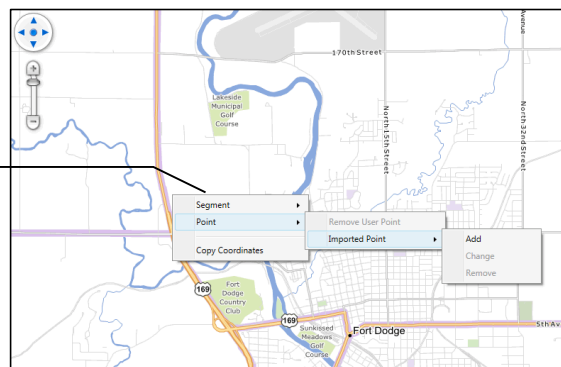 Avenue
170th Street
Lakeside
Municipal
Golf
Course
North 15th Street
North 32nd Street
Segment
Point
Copy Coordinates
Remove User Point
Imported Point
Add
Change
Remove
169
Fort
Dodge
Country
Club
169
Sunkissed
Meadows
Golf
Course
Fort Dodge
5th Av